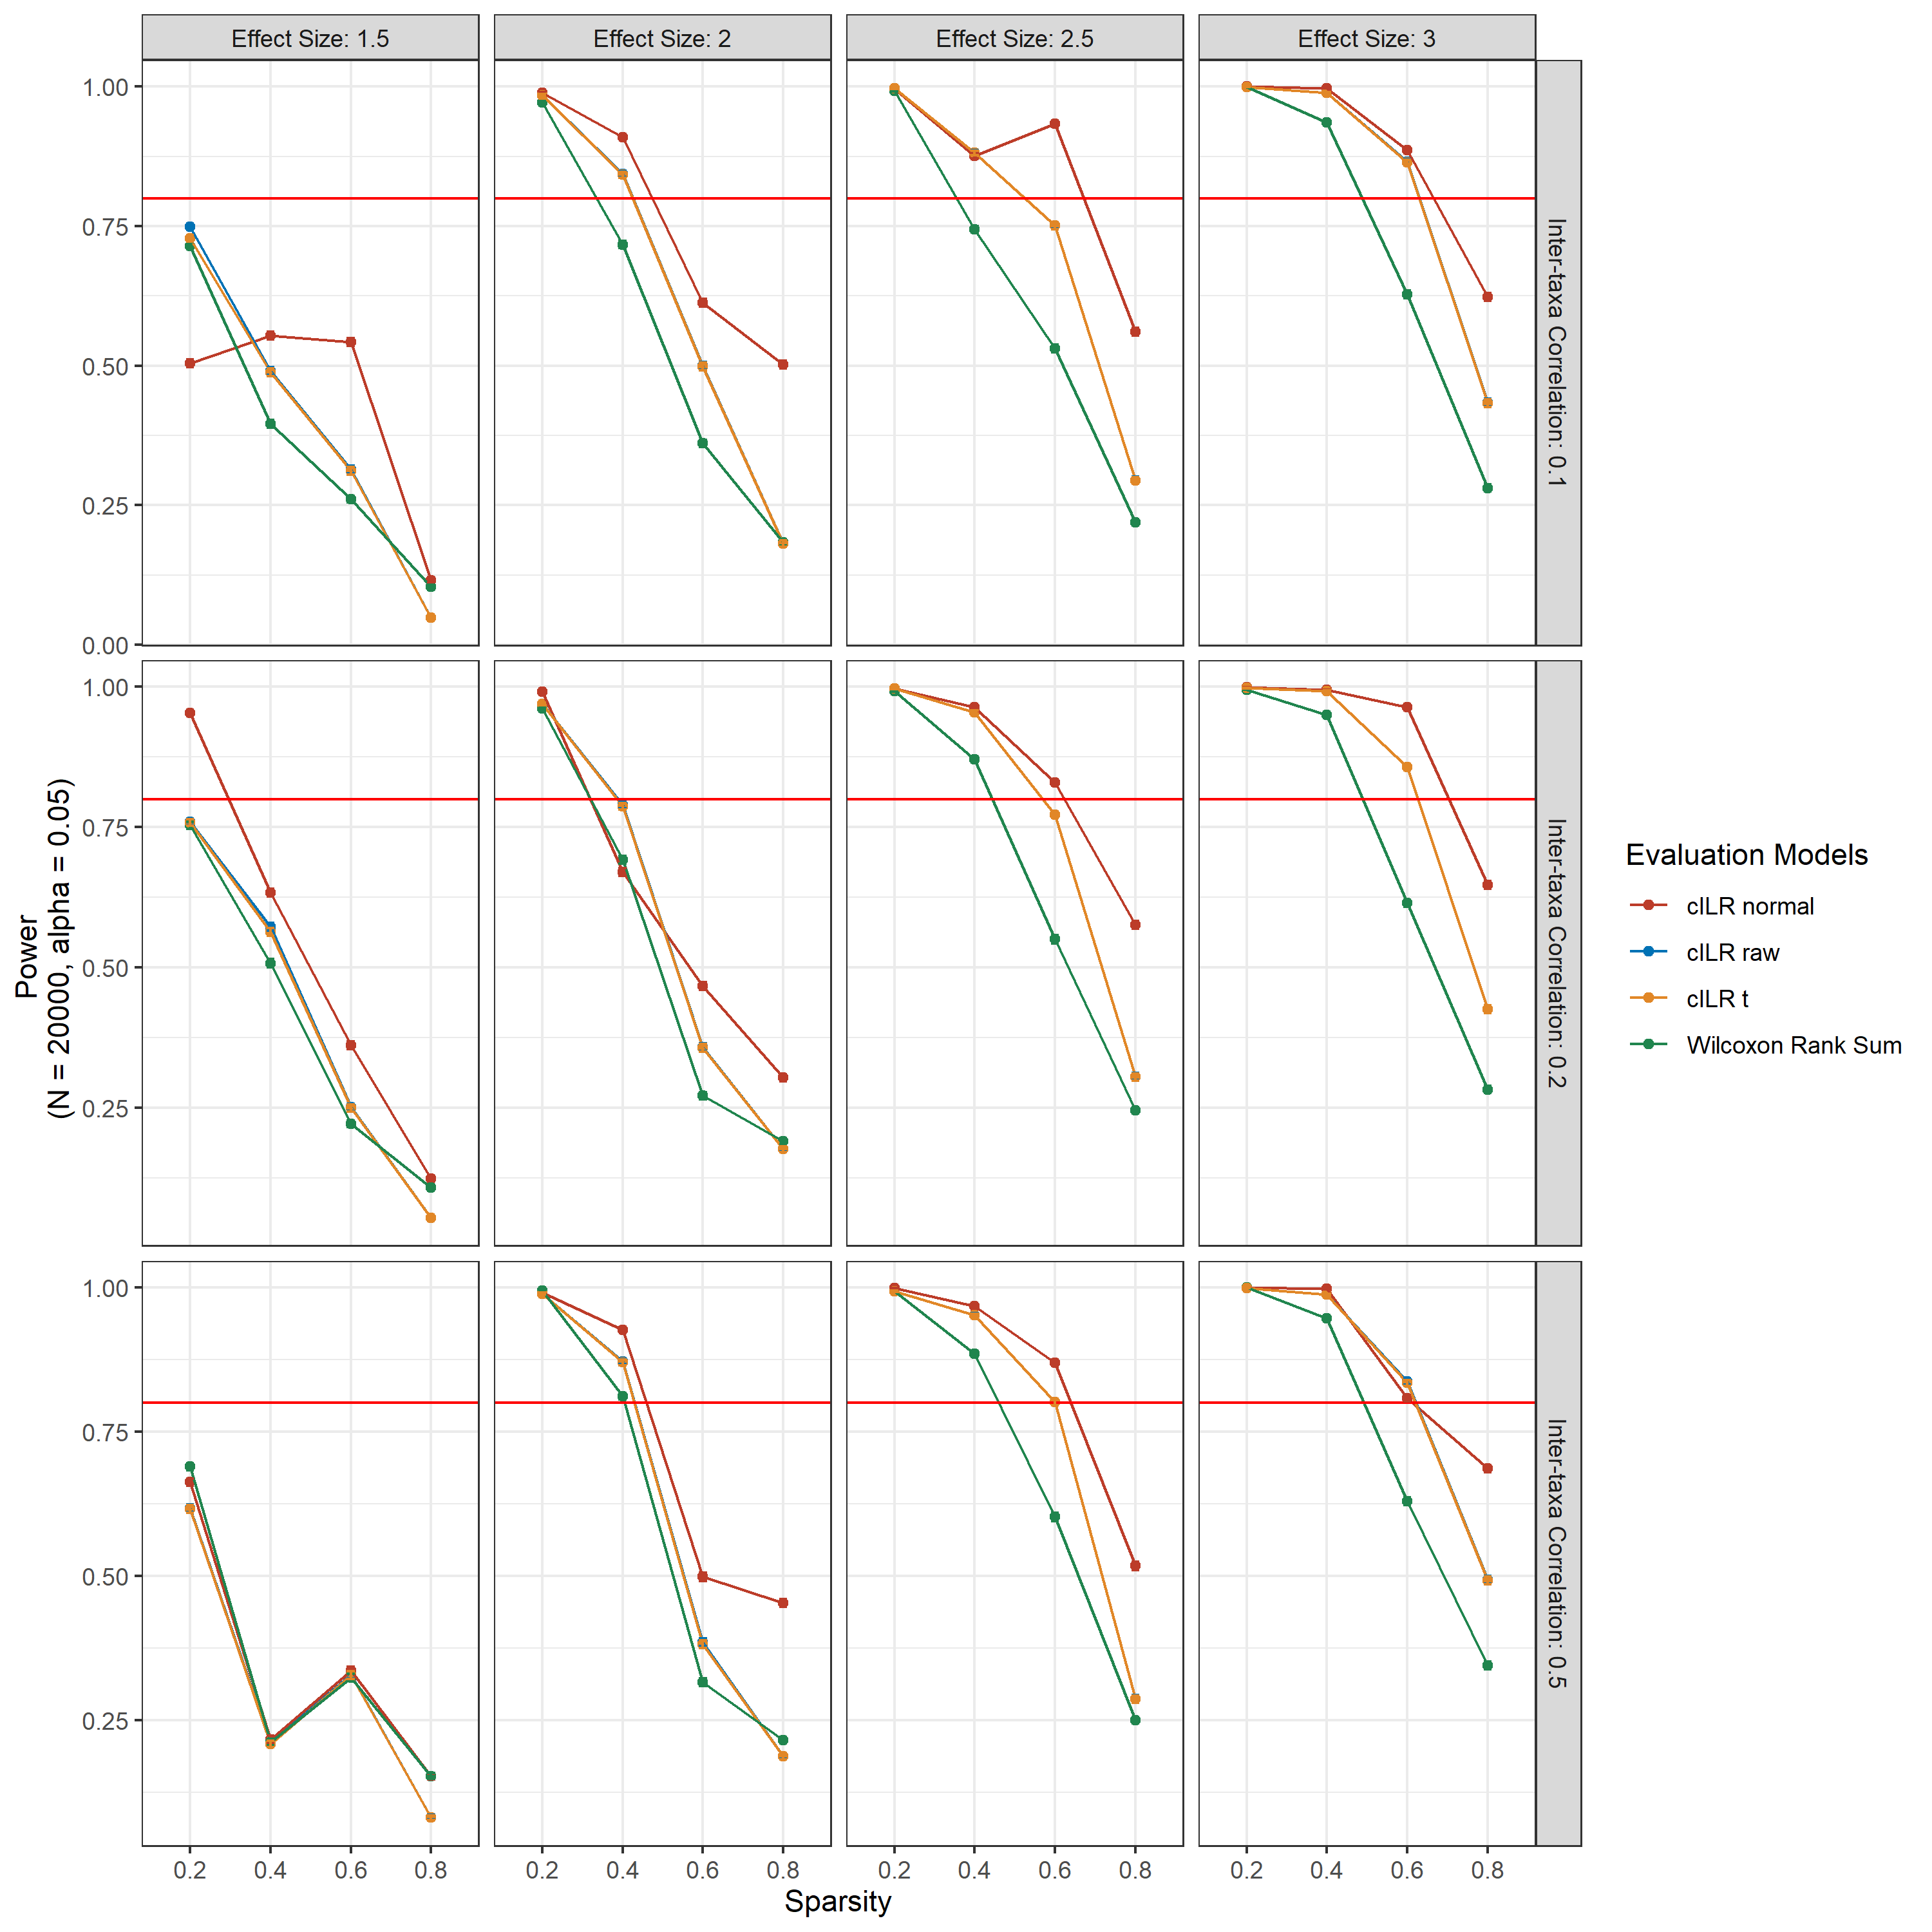 Effect Size: 1.5
Effect Size: 2
Effect Size: 2.5
Effect Size: 3
1.00
0.75
0.50
0.25
0.00
Inter-taxa Correlation: 0.1
1.00
0.75
0.50
0.25
Inter-taxa Correlation: 0.2
1.00
0.75
0.50
0.25
Inter-taxa Correlation: 0.5
Power
(N = 20000, alpha = 0.05)
0.2 0.4 0.6 0.8
0.2 0.4 0.6 0.8
0.2 0.4 0.6 0.8
0.2 0.4 0.6 0.8
Sparsity
Evaluation Models
cILR normal
cILR raw
cILR t
Wilcoxon Rank Sum